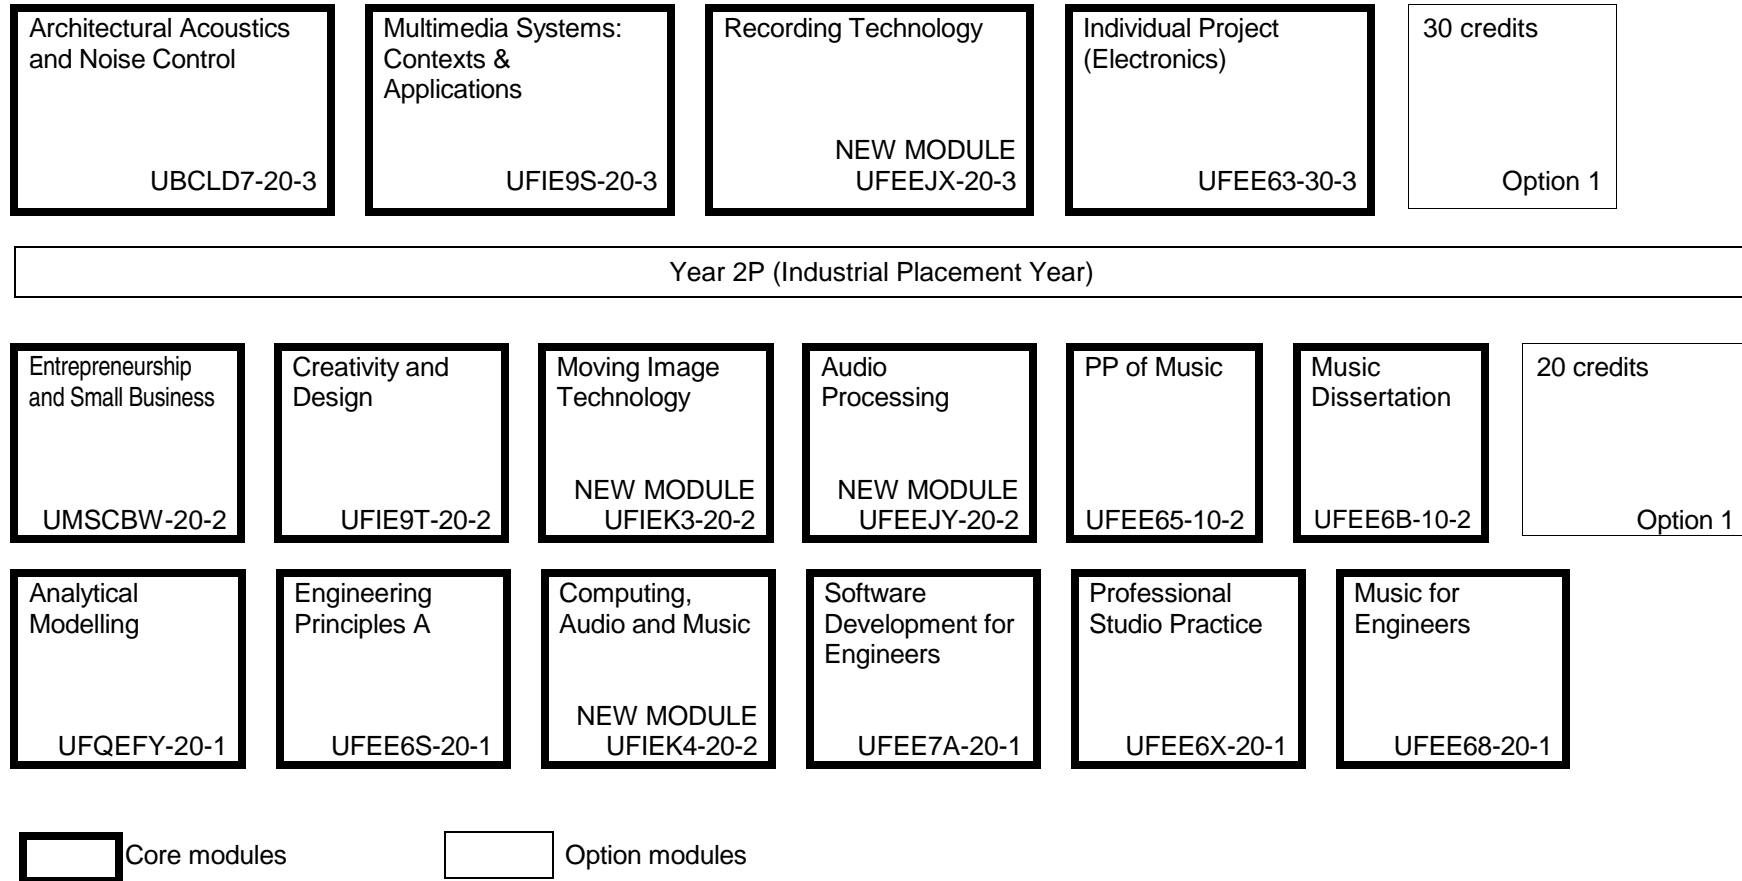 Architectural Acoustics
and Noise Control
UBCLD7-20-3
Multimedia Systems:
Contexts &
Applications
UFIE9S-20-3
Recording Technology
NEW MODULE
UFEEJX-20-3
Individual Project
(Electronics)
UFEE63-30-3
30 credits
Option 1
Year 2P (Industrial Placement Year)
Entrepreneurship
and Small Business
UMSCBW-20-2
Creativity and
Design
UFIE9T-20-2
Moving Image
Technology
NEW MODULE
UFIEK3-20-2
Audio
Processing
NEW MODULE
UFEEJY-20-2
PP of Music
UFEE65-10-2
Music
Dissertation
UFEE6B-10-2
20 credits
Option 1
Analytical
Modelling
UFQEFY-20-1
Engineering
Principles A
UFEE6S-20-1
Computing,
Audio and Music
NEW MODULE
UFIEK4-20-2
Software
Development for
Engineers
UFEE7A-20-1
Professional
Studio Practice
UFEE6X-20-1
Music for
Engineers
UFEE68-20-1
Core modules
Option modules